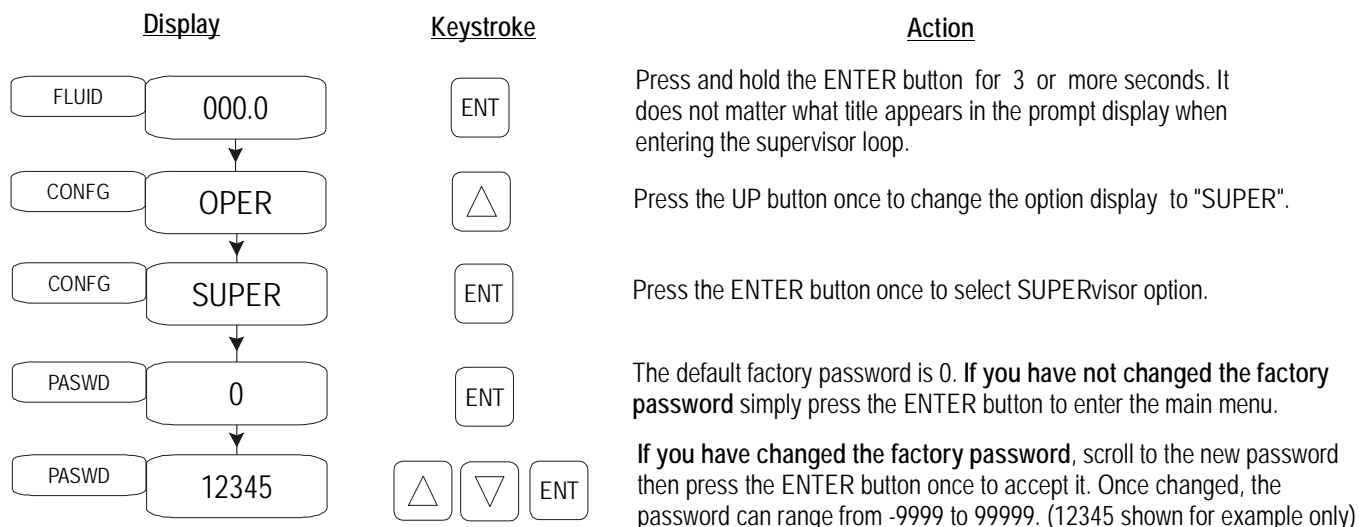 Display Keystroke Action
FLUID 000.0 ENT Press and hold the ENTER button for 3 or more seconds. It
does not matter what title appears in the prompt display when
entering the supervisor loop.
CONFG OPER Press the UP button once to change the option display to "SUPER".
CONFG SUPER ENT Press the ENTER button once to select SUPERvisor option.
PASWD 0 ENT The default factory password is 0. If you have not changed the factory
password simply press the ENTER button to enter the main menu.
PASWD 12345 ENT If you have changed the factory password, scroll to the new password
then press the ENTER button once to accept it. Once changed, the
password can range from -9999 to 99999. (12345 shown for example only)